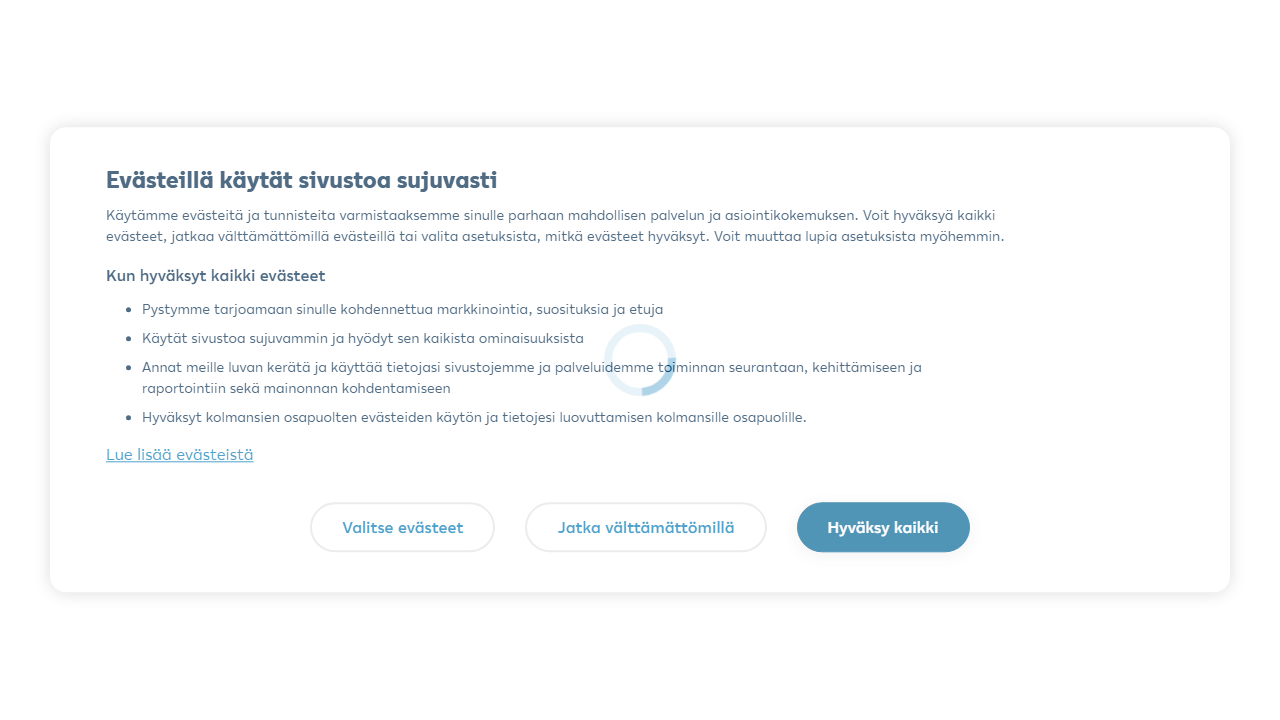 Evästeillä käytät sivustoa sujuvasti
Käytämme evästeitä ja tunnisteita varmistaaksemme sinulle parhaan mahdollisen palvelun ja asiointikokemuksen. Voit hyväksyä kaikki
evästeet, jatkaa välttämättömillä evästeillä tai valita asetuksista, mitkä evästeet hyväksyt. Voit muuttaa lupia asetuksista myöhemmin.
Kun hyväksyt kaikki evästeet
Pystymme tarjoamaan sinulle kohdennettua markkinointia, suosituksia ja etuja
Käytät sivustoa sujuvammin ja hyödyt sen kaikista ominaisuuksista
Annat meille luvan kerätä ja käyttää tietojasi sivustojemme ja palveluidemme toiminnan seurantaan, kehittämiseen ja
raportointiin sekä mainonnan kohdentamiseen
Hyväksyt kolmansien osapuolten evästeiden käytön ja tietojesi luovuttamisen kolmansille osapuolille.
Lue lisää evästeistä
Valitse evästeet
Jatka välttämättömillä
Hyväksy kaikki